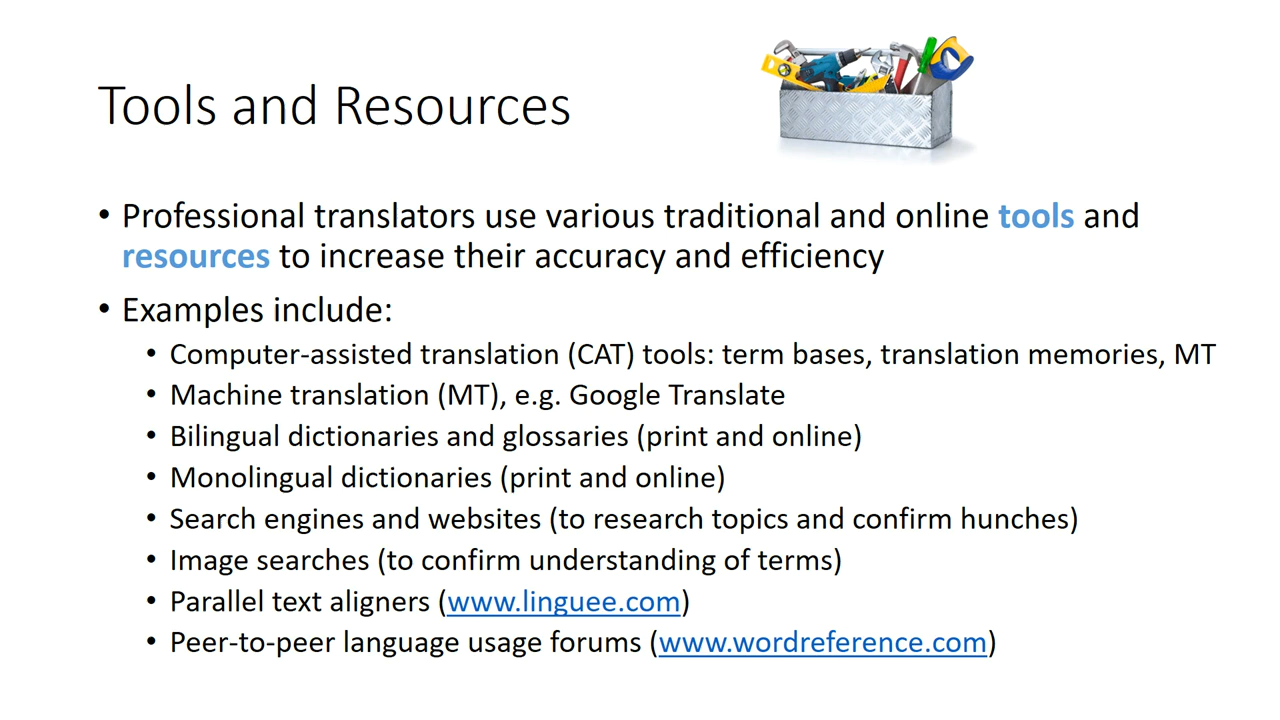 Tools and Resources
• Professional translators use various traditional and online tools and
resources to increase their accuracy and efficiency
• Examples include:
• Computer-assisted translation (CAT) tools: term bases, translation memories, MT
• Machine translation (MT), e.g. Google Translate
• Bilingual dictionaries and glossaries (print and online)
• Monolingual dictionaries (print and online)
• Search engines and websites (to research topics and confirm hunches)
• Image searches (to confirm understanding of terms)
• Parallel text aligners (www.linguee.com)
• Peer-to-peer language usage forums (www.wordreference.com)